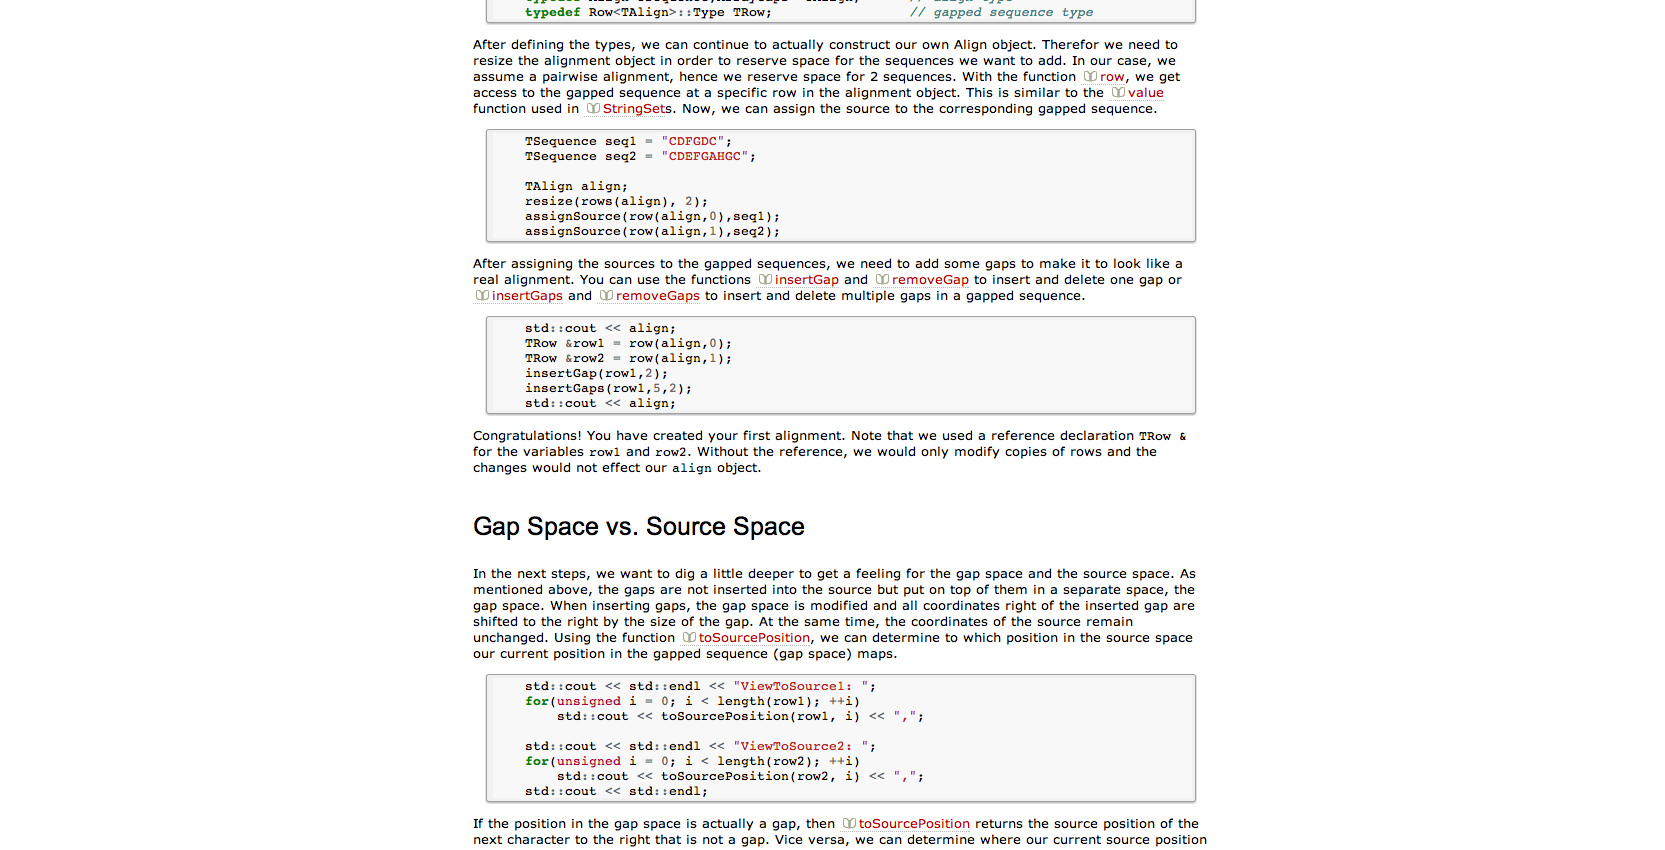 typedef Row<TAlign>::Type TRow; // gapped sequence type
After defining the types, we can continue to actually construct our own Align object. Therefor we need to
resize the alignment object in order to reserve space for the sequences we want to add. In our case, we
assume a pairwise alignment, hence we reserve space for 2 sequences. With the function row, we get
access to the gapped sequence at a specific row in the alignment object. This is similar to the value
function used in StringSets. Now, we can assign the source to the corresponding gapped sequence.
TSequence seq1 = "CDFGDC";
TSequence seq2 = "CDEFGAHGC";
TAlign align;
resize(rows(align), 2);
assignSource(row(align,0),seq1);
assignSource(row(align,1),seq2);
After assigning the sources to the gapped sequences, we need to add some gaps to make it to look like a
real alignment. You can use the functions insertGap and removeGap to insert and delete one gap or
insertGaps and removeGaps to insert and delete multiple gaps in a gapped sequence.
std::cout << align;
TRow &row1 = row(align,0);
TRow &row2 = row(align,1);
insertGap(row1,2);
insertGaps(row1,5,2);
std::cout << align;
Congratulations! You have created your first alignment. Note that we used a reference declaration TRow &
for the variables row1 and row2. Without the reference, we would only modify copies of rows and the
changes would not effect our align object.
Gap Space vs. Source Space
In the next steps, we want to dig a little deeper to get a feeling for the gap space and the source space. As
mentioned above, the gaps are not inserted into the source but put on top of them in a separate space, the
gap space. When inserting gaps, the gap space is modified and all coordinates right of the inserted gap are
shifted to the right by the size of the gap. At the same time, the coordinates of the source remain
unchanged. Using the function toSourcePosition, we can determine to which position in the source space
our current position in the gapped sequence (gap space) maps.
std::cout << std::endl << "ViewToSource1: ";
for(unsigned i = 0; i < length(row1); ++i)
std::cout << toSourcePosition(row1, i) << ",";
std::cout << std::endl << "ViewToSource2: ";
for(unsigned i = 0; i < length(row2); ++i)
std::cout << toSourcePosition(row2, i) << ",";
std::cout << std::endl;
If the position in the gap space is actually a gap, then toSourcePosition returns the source position of the
next character to the right that is not a gap. Vice versa, we can determine where our current source position